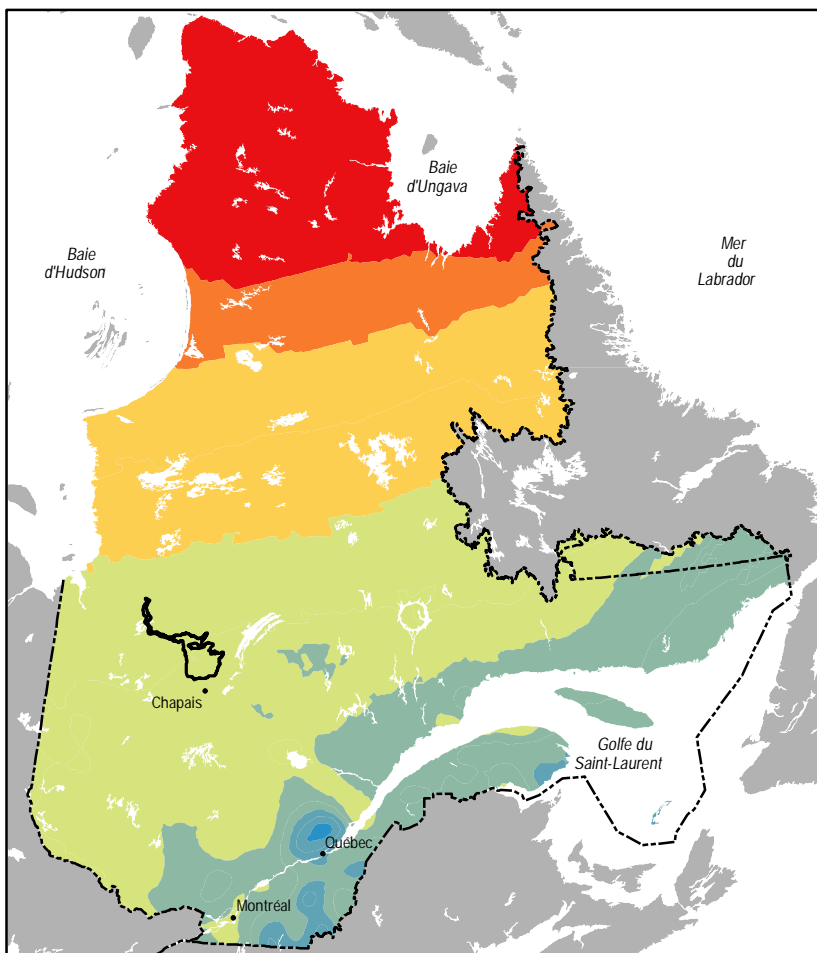 Baie
d'Ungava
Baie
d'Hudson
Mer
du
Labrador
Chapais
Golfe du
Saint-Laurent
Québec
Montréal